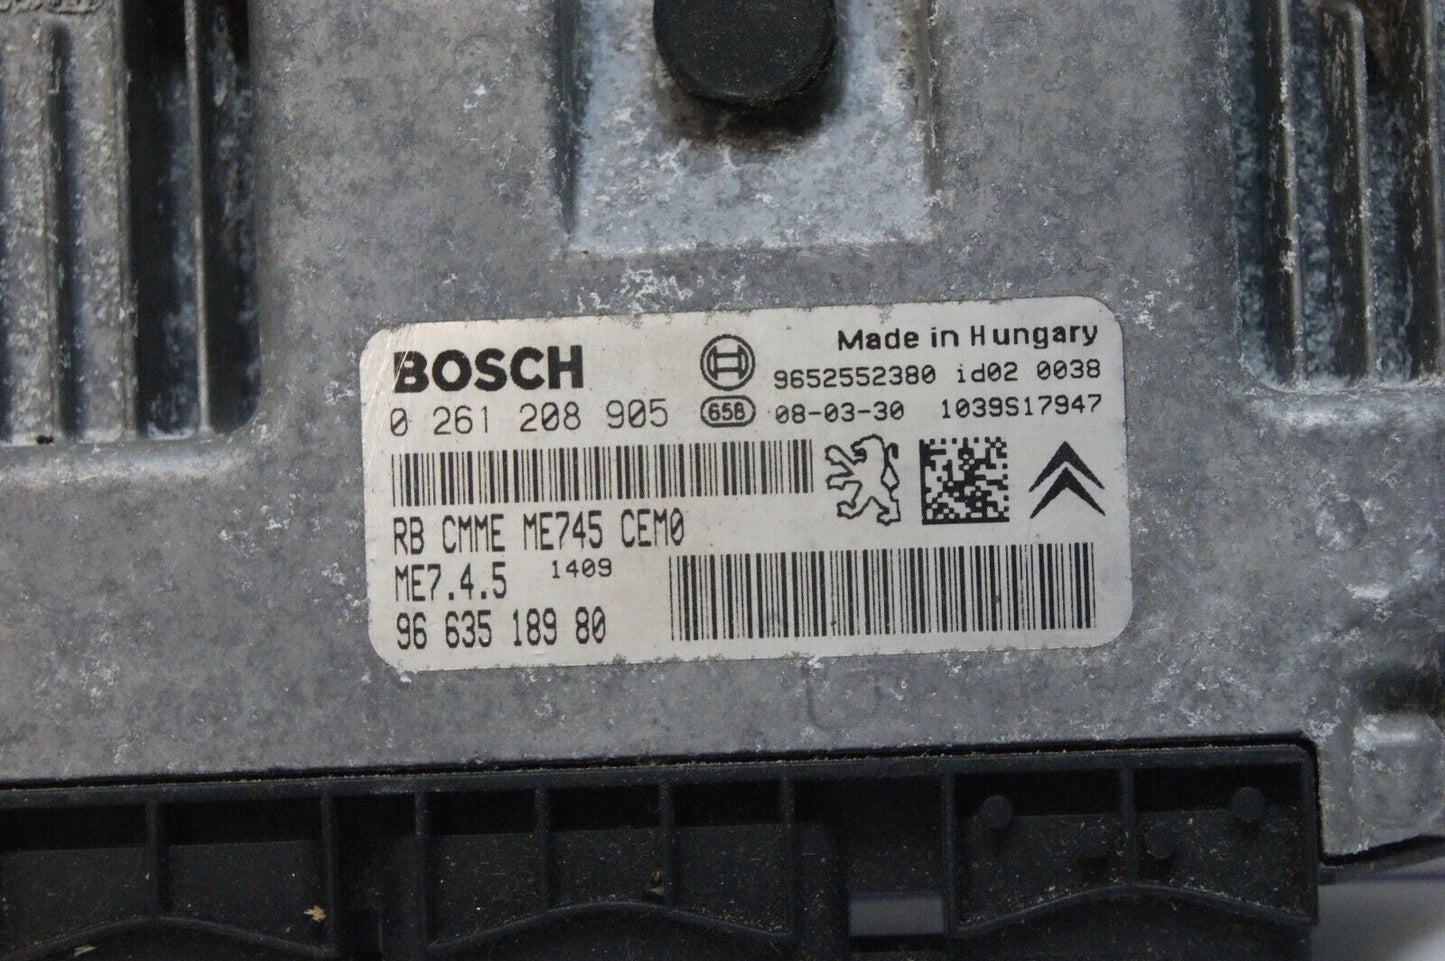 BOSCH
Made in Hungary
9652552380 id02 0038
0 261 208 905
658
08-03-30 1039S17947
RB CMME ME745 CEM0
ME7.4.5 1409
96 635 189 80